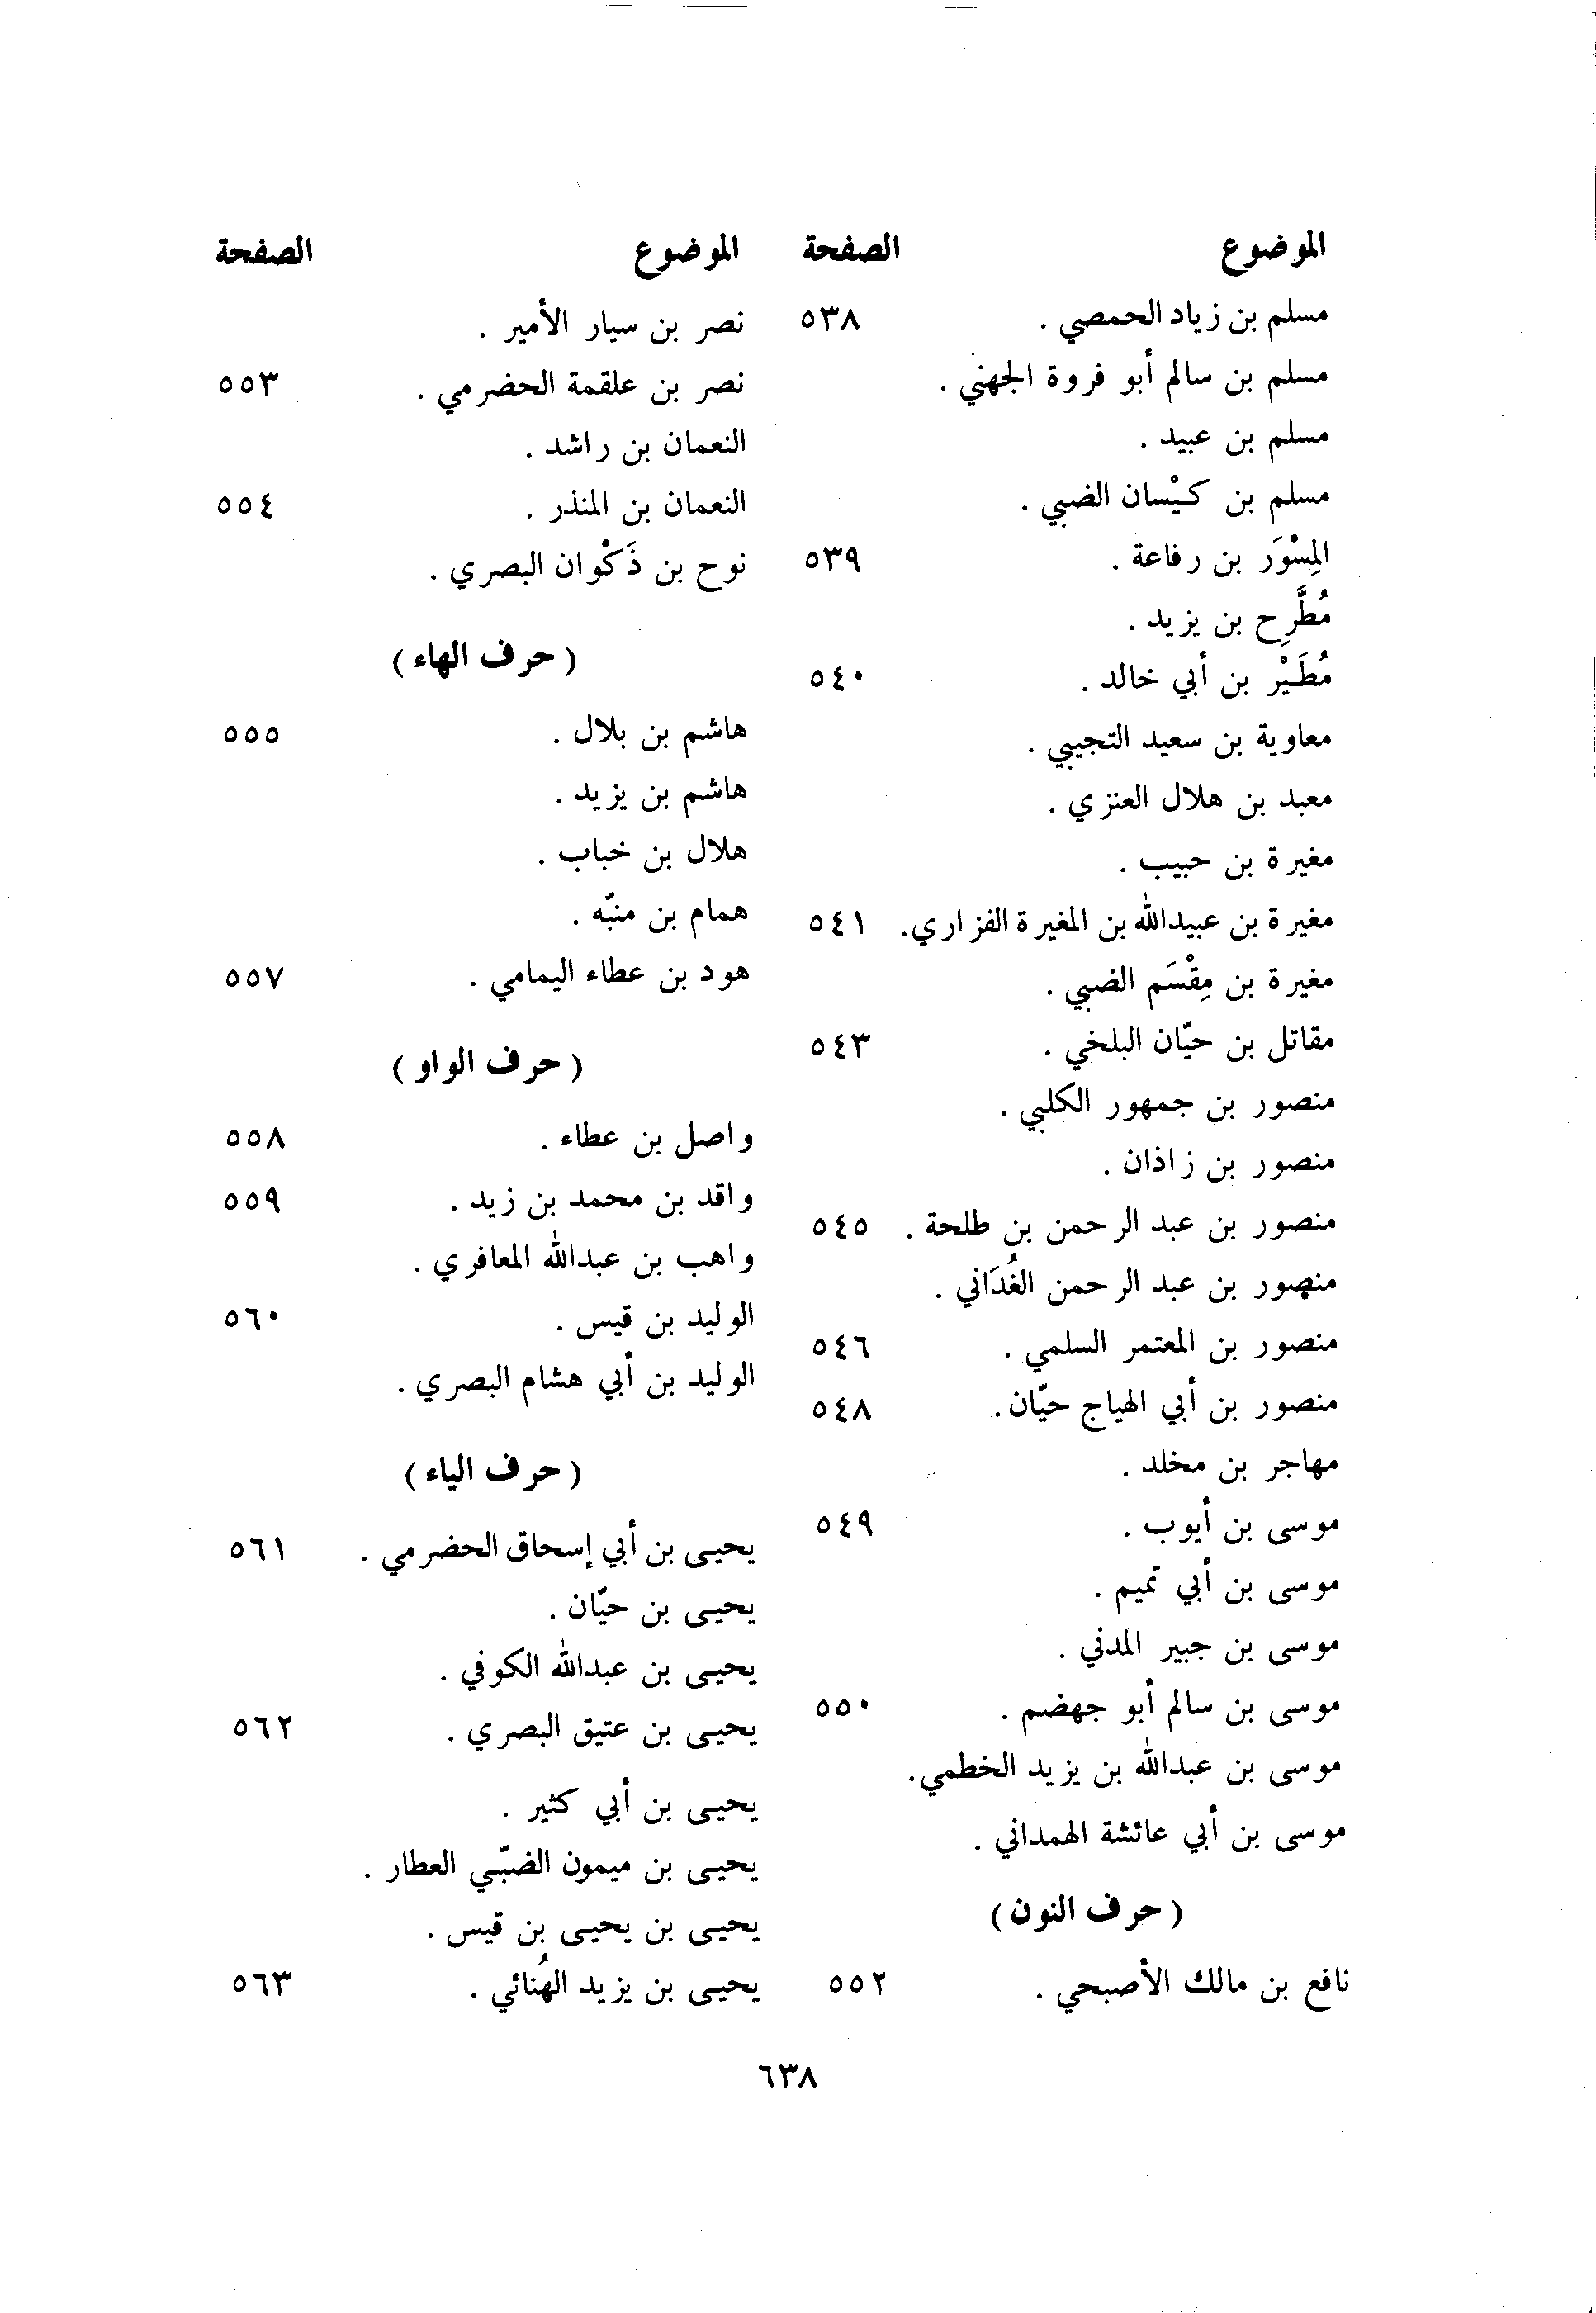 الموضوع الصفحة
مسلم بن زياد الحمصي . ٥٣٨
مسلم بن سالم أبو فروة الجهني .
مسلم بن عبيد .
مسلم بن كَيْسان الضبي .
المِسْوَر بن رفاعة . ٥٣٩
مُطَّرِح بن يزيد .
مُطَيْر بن أبي خالد . ٥٤٠
معاوية بن سعيد التجيبي .
معبد بن هلال العنزي .
مغيرة بن حبيب .
مغيرة بن عبيدالله بن المغيرة الفزاري. ٥٤١
مغيرة بن مِقْسَم الضبي .
مقاتل بن حيّان البلخي . ٥٤٣
منصور بن جمهور الكلبي .
منصور بن زاذان .
منصور بن عبد الرحمن بن طلحة . ٥٤٥
منصور بن عبد الرحمن الغُدَاني .
منصور بن المعتمر السلمي . ٥٤٦
منصور بن أبي الهياج حيّان. ٥٤٨
مهاجر بن مخلد .
موسى بن أيوب . ٥٤٩
موسى بن أبي تميم .
موسى بن جبير المدني .
موسى بن سالم أبو جهضم . ٥٥٠
موسى بن عبدالله بن يزيد الخطمي.
موسى بن أبي عائشة الهمداني .
( حرف النون )
نافع بن مالك الأصبحي . ٥٥٢
الموضوع الصفحة
نصر بن سيار الأمير .
نصر بن علقمة الحضرمي . ٥٥٣
النعمان بن راشد .
النعمان بن المنذر . ٥٥٤
نوح بن ذَكْوان البصري .
( حرف الهاء )
هاشم بن بلال . ٥٥٥
هاشم بن يزيد .
هلال بن خباب .
همام بن منبّه .
هود بن عطاء اليمامي . ٥٥٧
( حرف الواو )
واصل بن عطاء . ٥٥٨
واقد بن محمد بن زيد . ٥٥٩
واهب بن عبدالله المعافري .
الوليد بن قيس . ٥٦٠
الوليد بن أبي هشام البصري .
( حرف الياء )
يحيى بن أبي إسحاق الحضرمي . ٥٦١
يحيى بن حيّان .
يحيى بن عبدالله الكوفي .
يحيى بن عتيق البصري . ٥٦٢
يحيى بن أبي كثير .
يحيى بن ميمون الضبّي العطار .
يحيى بن يحيى بن قيس .
يحيى بن يزيد الهُنائي . ٥٦٣
٦٣٨